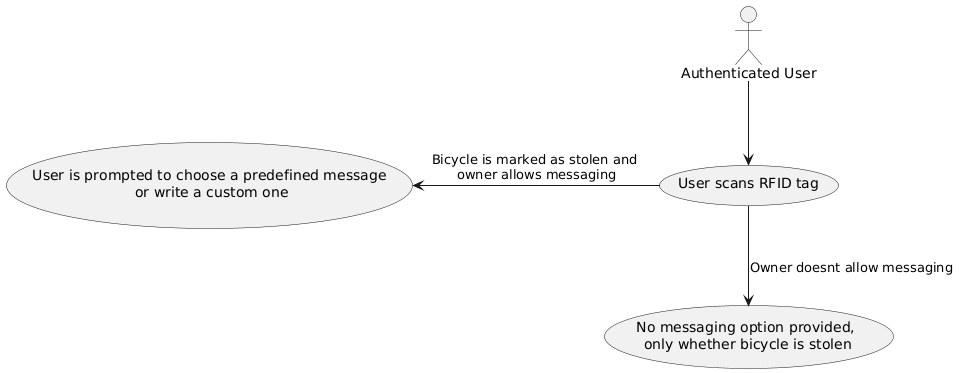 Authenticated User
Bicycle is marked as stolen and
owner allows messaging
User is prompted to choose a predefined message
or write a custom one
User scans RFID tag
Owner doesnt allow messaging
No messaging option provided,
only whether bicycle is stolen